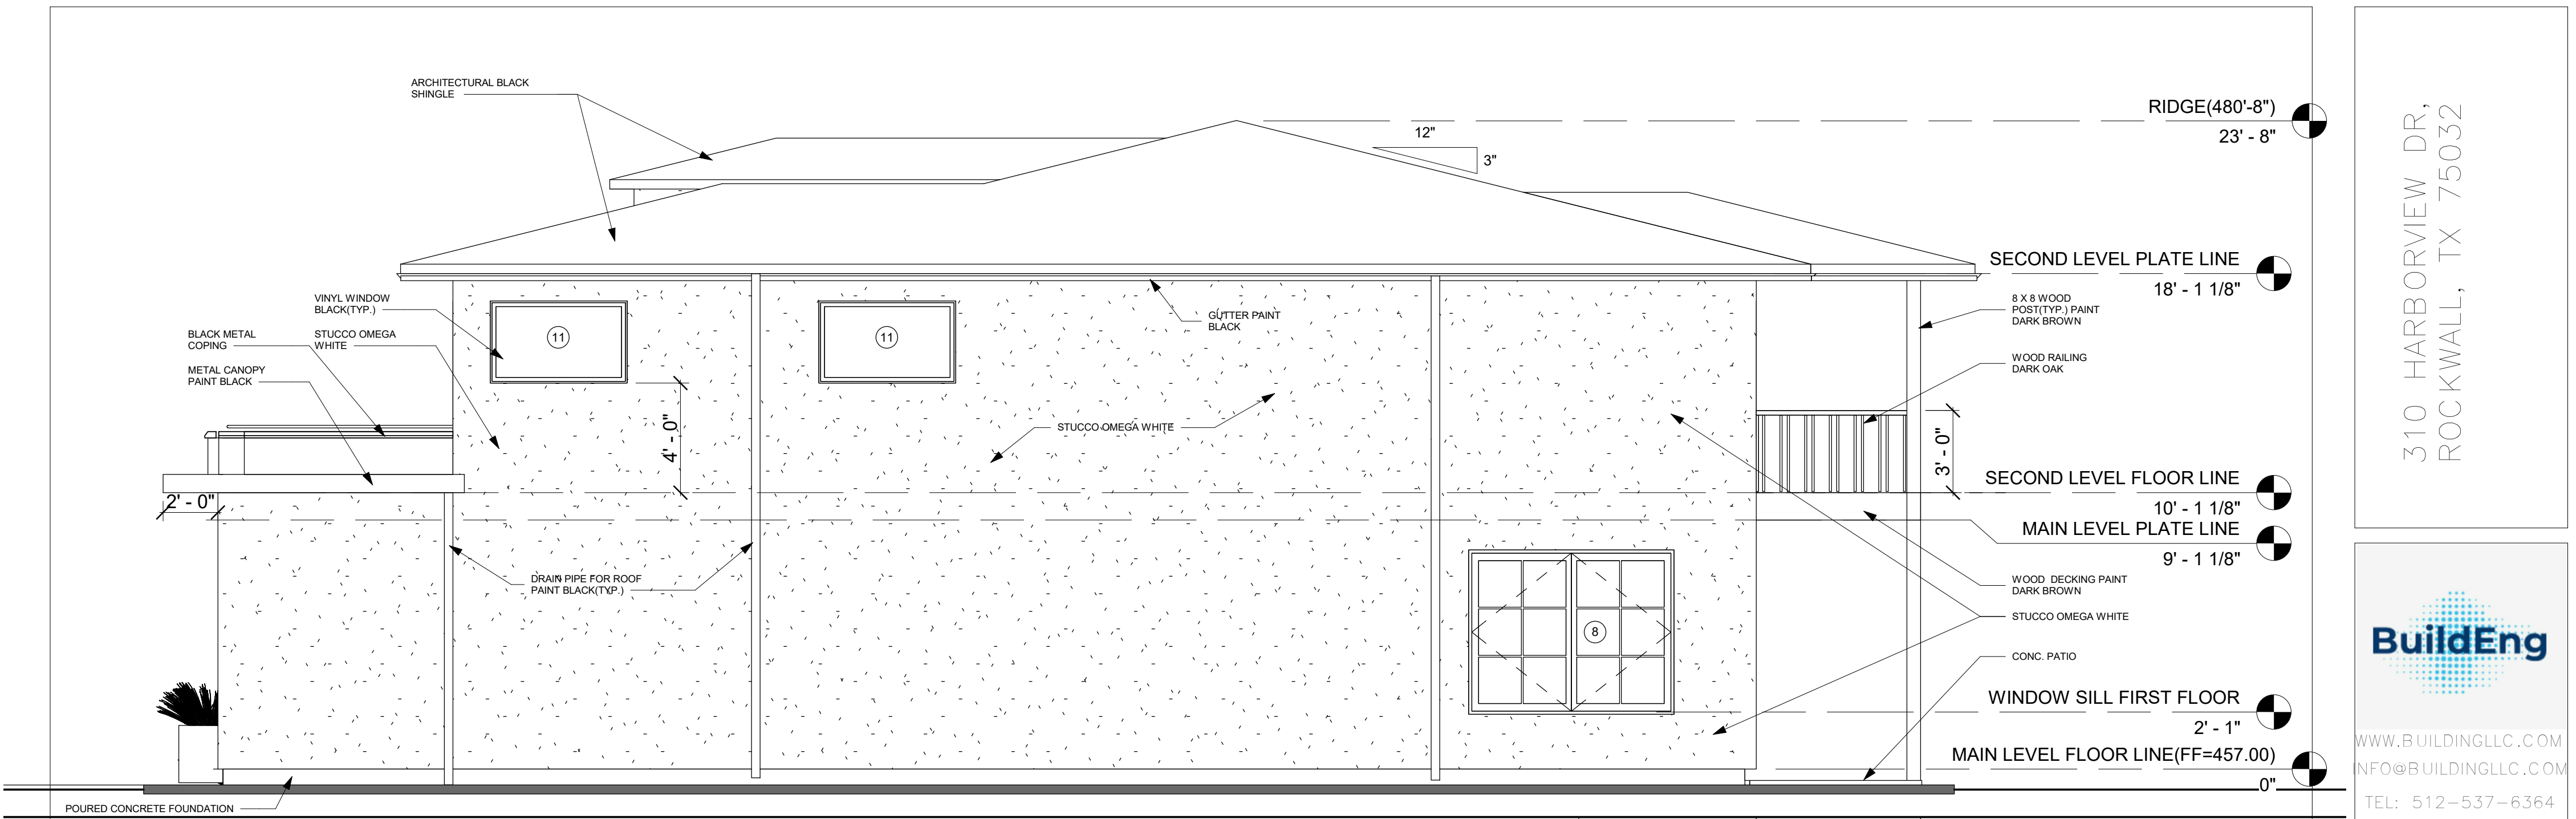 ARCHITECTURAL BLACK
SHINGLE
RIDGE(480'-8")
23' - 8"
12"
3"
SECOND LEVEL PLATE LINE
18' - 1 1/8"
VINYL WINDOW
BLACK(TYP.)
BLACK METAL
COPING
STUCCO OMEGA
WHITE
METAL CANOPY
PAINT BLACK
11
11
GUTTER PAINT
BLACK
8 X 8 WOOD
POST(TYP.) PAINT
DARK BROWN
WOOD RAILING
DARK OAK
4' - 0"
STUCCO OMEGA WHITE
3' - 0"
2' - 0"
SECOND LEVEL FLOOR LINE
10' - 1 1/8"
MAIN LEVEL PLATE LINE
9' - 1 1/8"
DRAIN PIPE FOR ROOF
PAINT BLACK(TYP.)
8
WOOD DECKING PAINT
DARK BROWN
STUCCO OMEGA WHITE
CONC. PATIO
WINDOW SILL FIRST FLOOR
2' - 1"
MAIN LEVEL FLOOR LINE(FF=457.00)
0"
POURED CONCRETE FOUNDATION
310 HARBORVIEW DR,
ROCKWALL, TX 75032
BuildEng
WWW.BUILDINGLLC.COM
INFO@BUILDINGLLC.COM
TEL: 512-537-6364